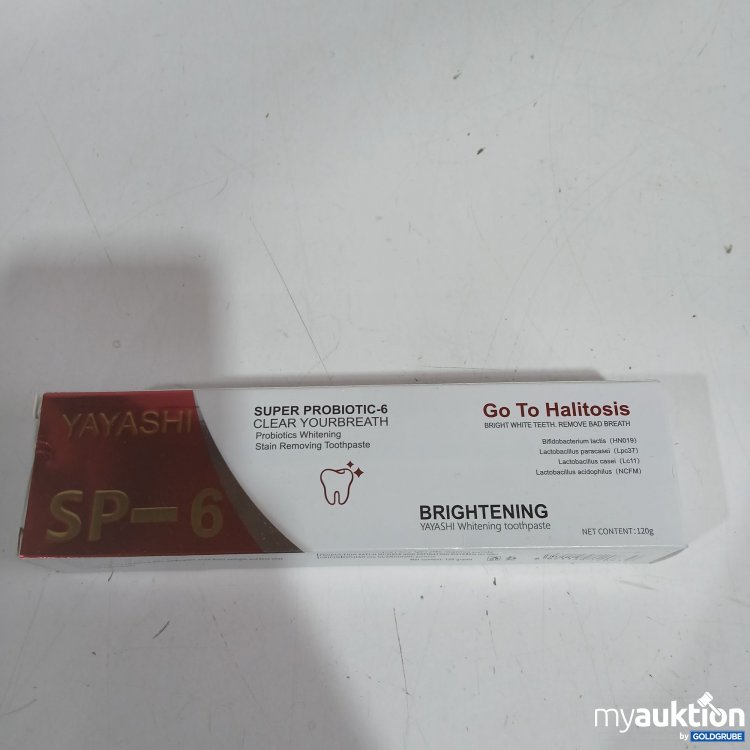 YAYASHI
SP-6
SUPER PROBIOTIC-6
CLEAR YOURBREATH
Probiotics Whitening
Stain Removing Toothpaste
Go To Halitosis
BRIGHT WHITE TEETH. REMOVE BAD BREATH
Bifidobacterium lactis (HN019)
Lactobacillus paracasei (Lpc37)
Lactobacillus casei (Lc11)
Lactobacillus acidophilus (NCFM)
BRIGHTENING
YAYASHI Whitening toothpaste
NET CONTENT:120g
myauktion
by GOLDGRUBE